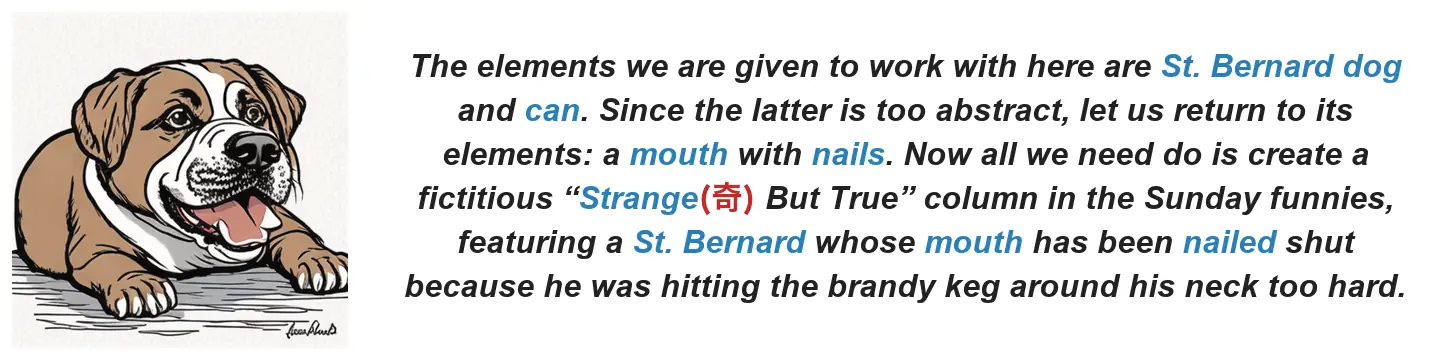 The elements we are given to work with here are St. Bernard dog
and can. Since the latter is too abstract, let us return to its
elements: a mouth with nails. Now all we need do is create a
fictitious “Strange(奇) But True” column in the Sunday funnies,
featuring a St. Bernard whose mouth has been nailed shut
because he was hitting the brandy keg around his neck too hard.